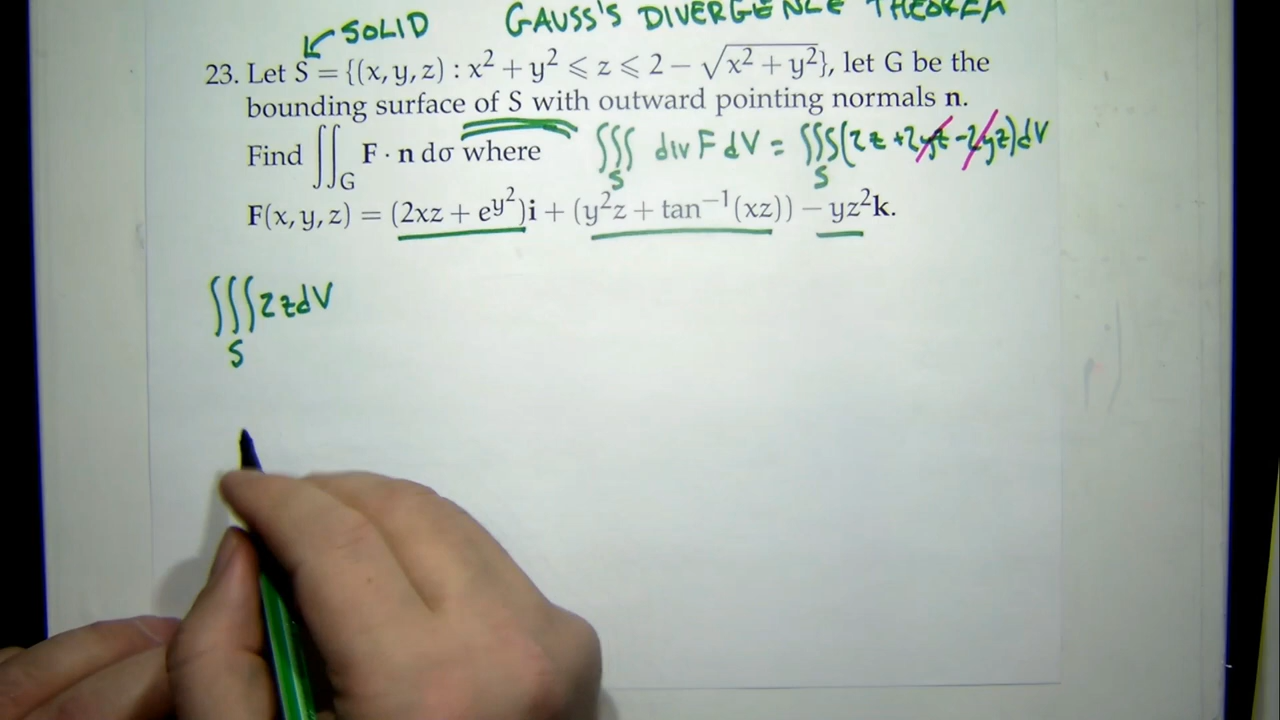 SOLID GAUSS'S DIVERGENCE THEOREM
23. Let S = {(x, y, z) : x² + y² ⩽ z ⩽ 2 − √(x² + y²)}, let G be the
bounding surface of S with outward pointing normals n.
Find ∬_G F · n dσ where ∭_S div F dV = ∭_S (2z + 2yz − 2yz) dV
F(x, y, z) = (2xz + e^(y²))i + (y²z + tan⁻¹(xz)) − yz²k.
∭_S 2z dV